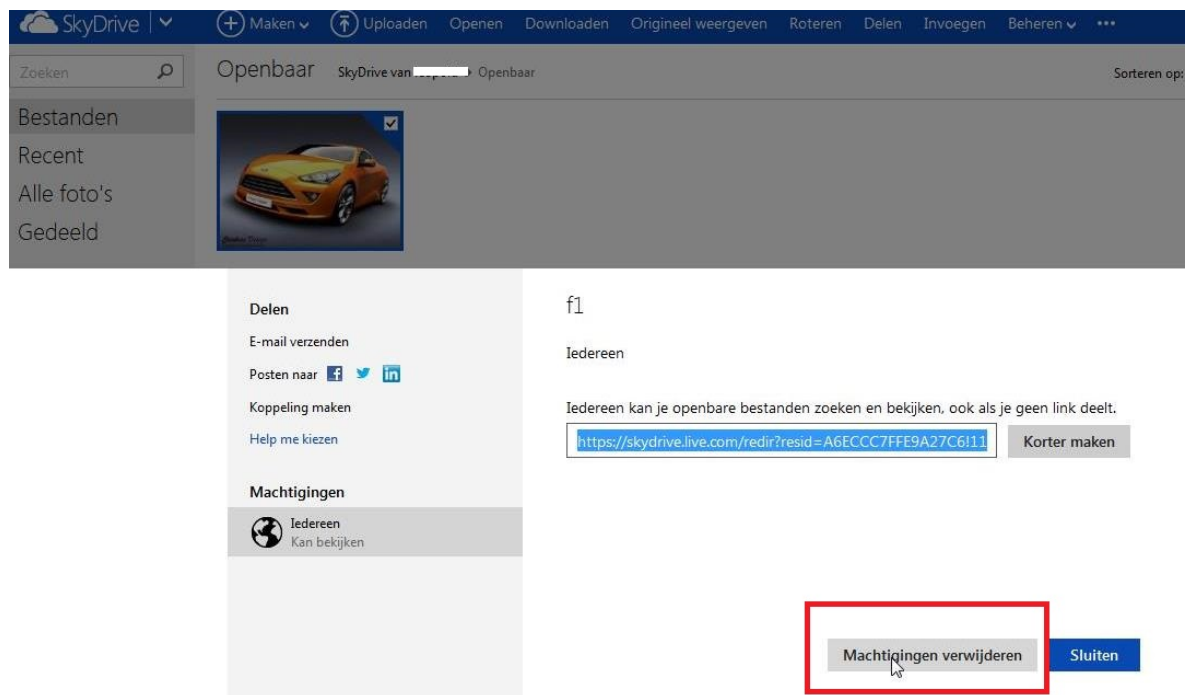 SkyDrive Maken Uploaden Openen Downloaden Origineel weergeven Roteren Delen Invoegen Beheren •••
Zoeken
Openbaar SkyDrive van Openbaar
Sorteren op:
Bestanden
Recent
Alle foto's
Gedeeld
Delen
E-mail verzenden
Posten naar
Koppeling maken
Help me kiezen
Machtigingen
Iedereen
Kan bekijken
f1
Iedereen
Iedereen kan je openbare bestanden zoeken en bekijken, ook als je geen link deelt.
https://skydrive.live.com/redir?resid=A6ECCC7FFE9A27C6!11
Korter maken
Machtigingen verwijderen
Sluiten